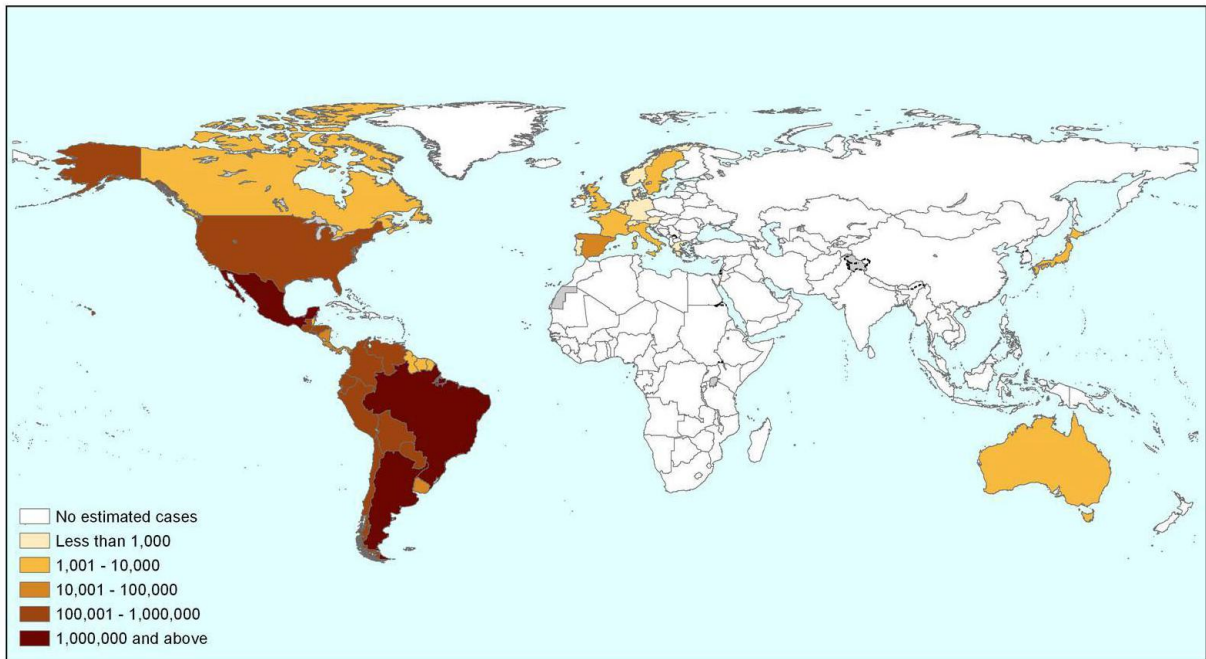 No estimated cases
Less than 1,000
1,001 - 10,000
10,001 - 100,000
100,001 - 1,000,000
1,000,000 and above